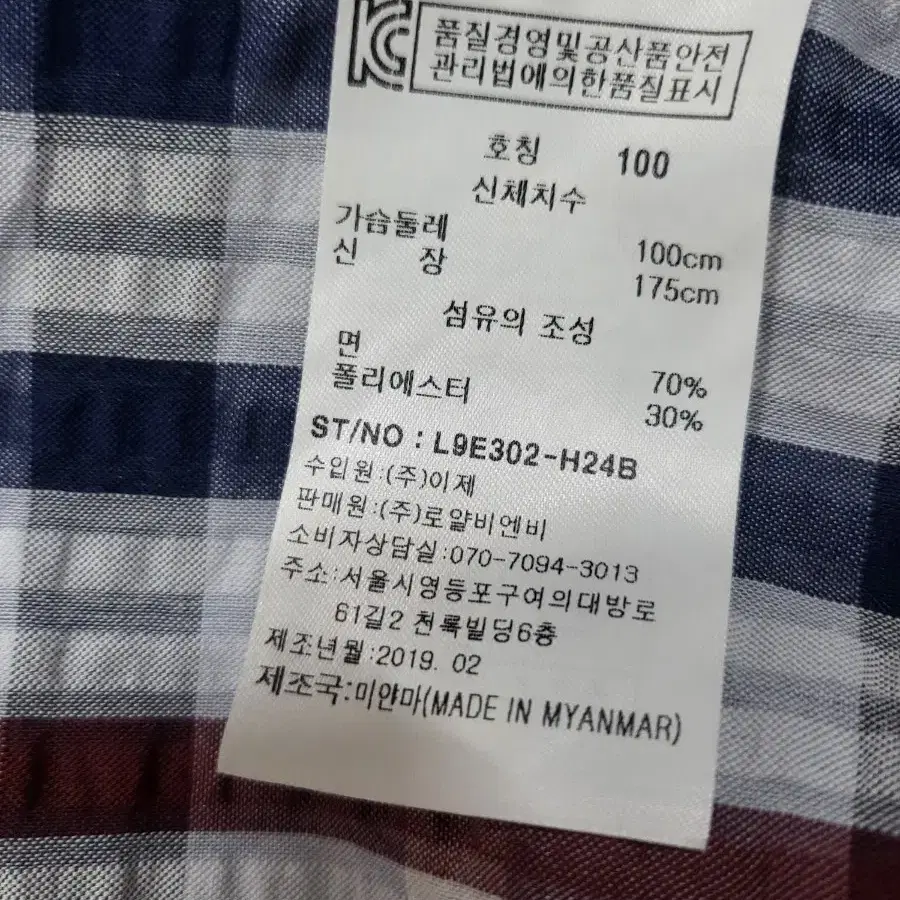 품질경영및공산품안전
관리법에의한품질표시
호칭 100
신체치수
가슴둘레 100cm
신 장 175cm
섬유의 조성
면 70%
폴리에스터 30%
ST/NO : L9E302-H24B
수입원:(주)이제
판매원:(주)로얄비엔비
소비자상담실:070-7094-3013
주소:서울시영등포구여의대방로
61길2 천록빌딩6층
제조년월:2019. 02
제조국:미얀마(MADE IN MYANMAR)